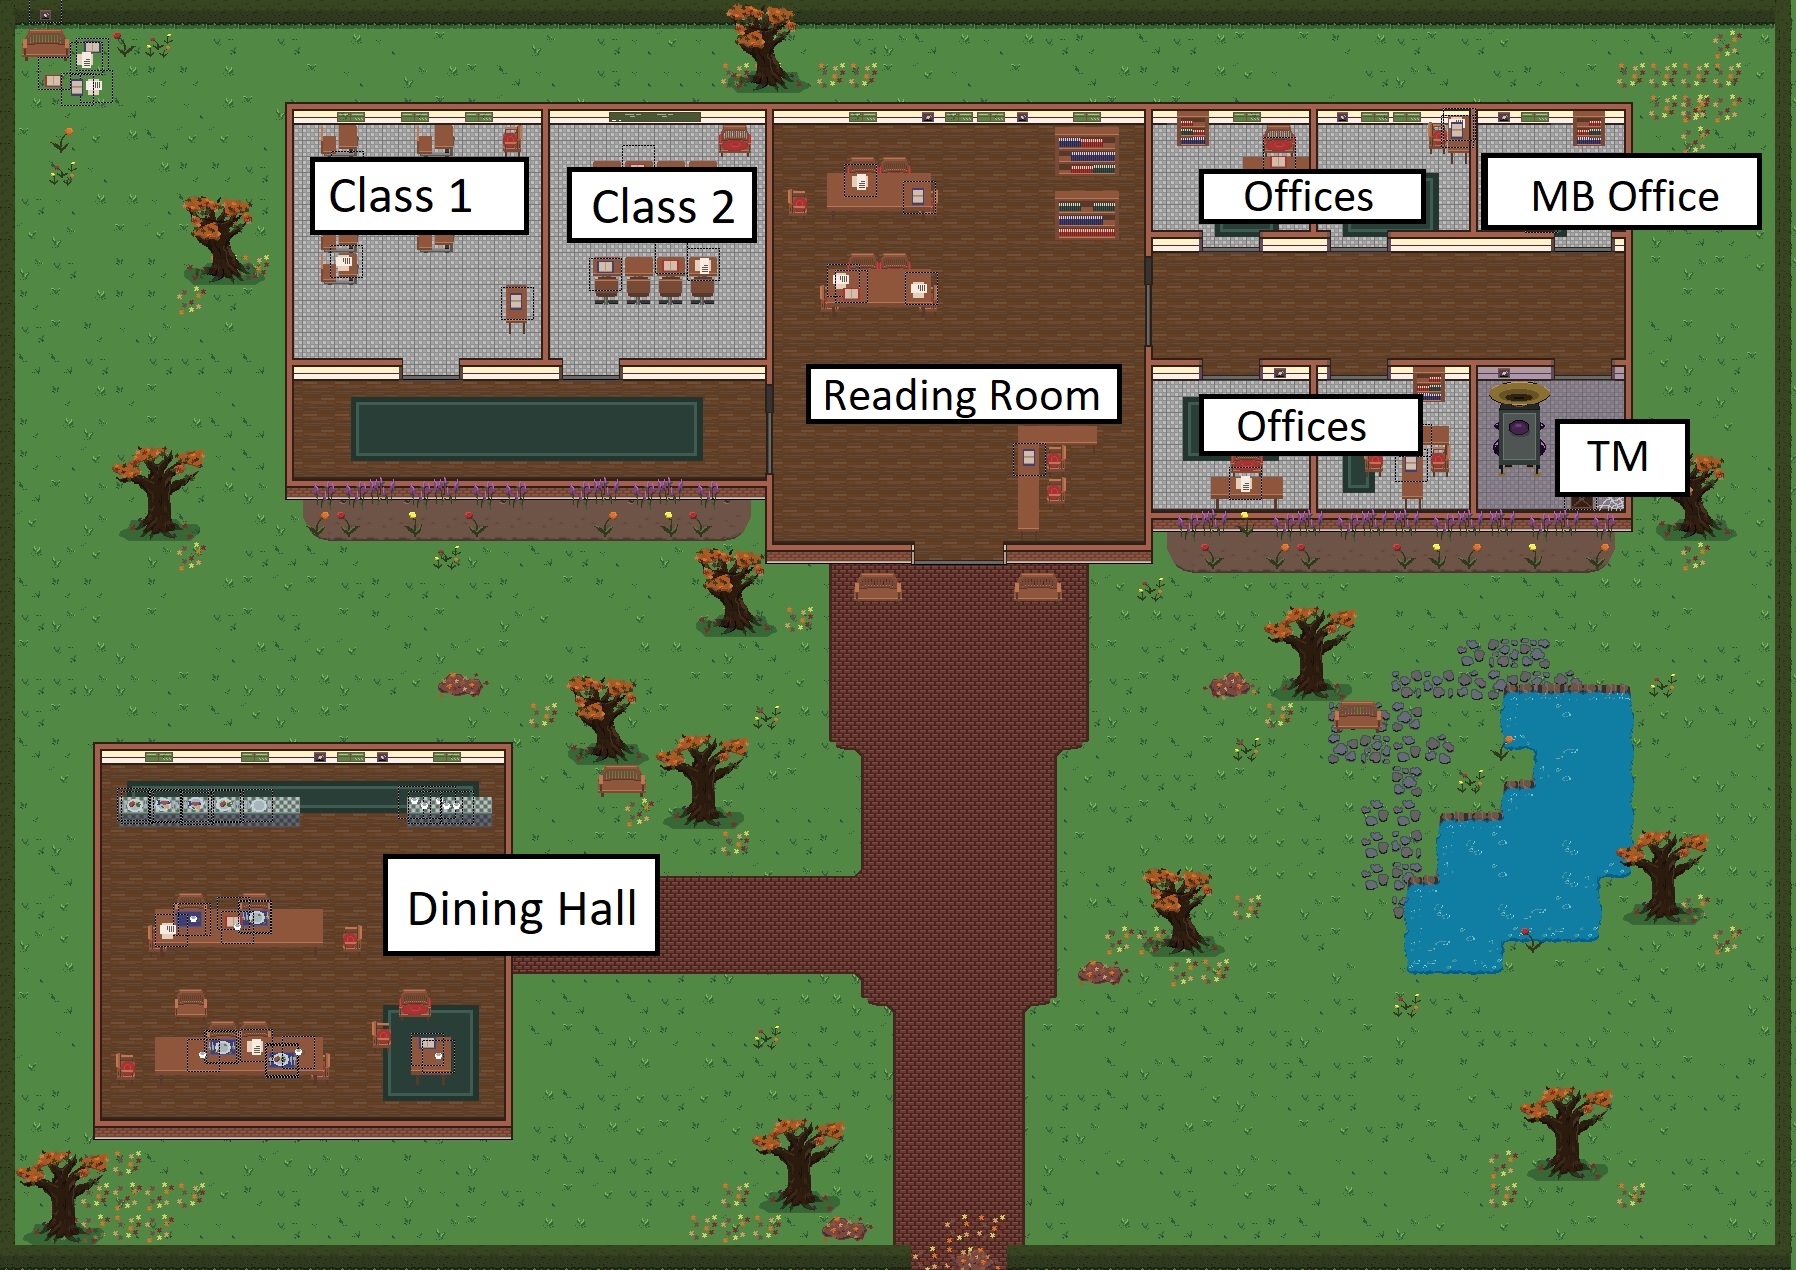 Class 1
Class 2
Offices
MB Office
Reading Room
Offices
TM
Dining Hall